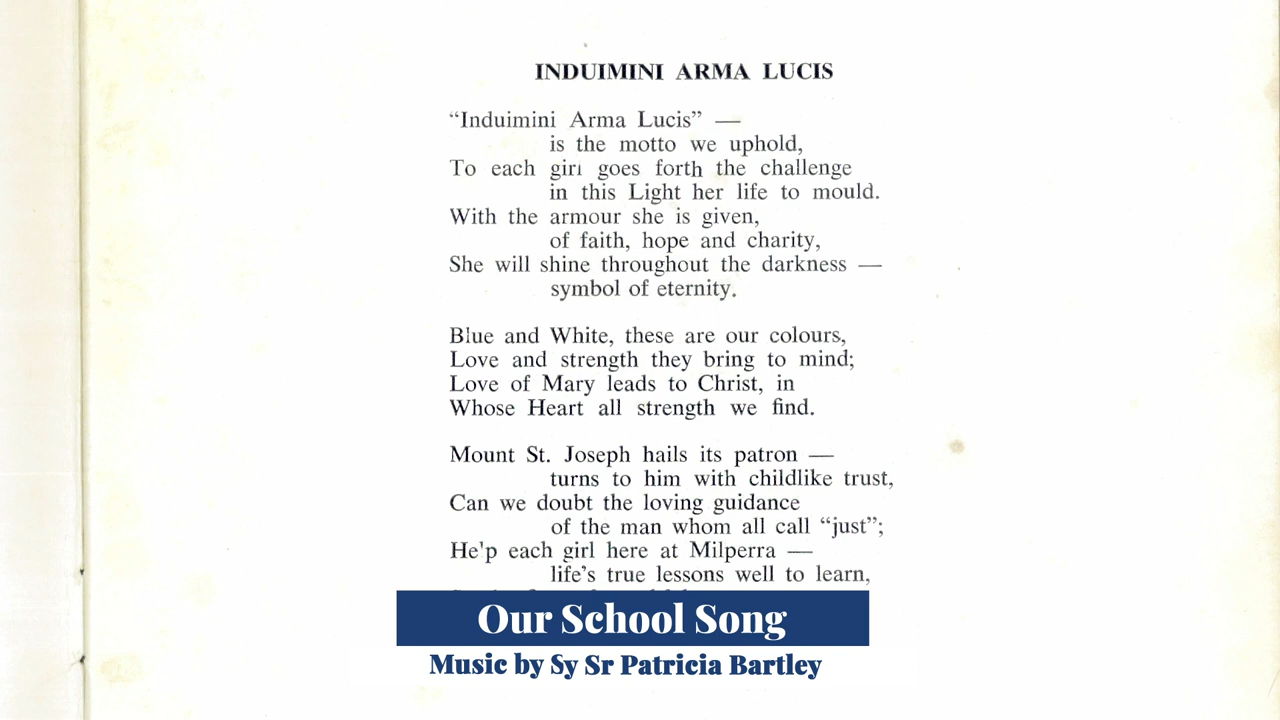 INDUIMINI ARMA LUCIS
“Induimini Arma Lucis” —
is the motto we uphold,
To each girl goes forth the challenge
in this Light her life to mould.
With the armour she is given,
of faith, hope and charity,
She will shine throughout the darkness —
symbol of eternity.
Blue and White, these are our colours,
Love and strength they bring to mind;
Love of Mary leads to Christ, in
Whose Heart all strength we find.
Mount St. Joseph hails its patron —
turns to him with childlike trust,
Can we doubt the loving guidance
of the man whom all call “just”;
He'p each girl here at Milperra —
life's true lessons well to learn,
Our School Song
Music by Sy Sr Patricia Bartley